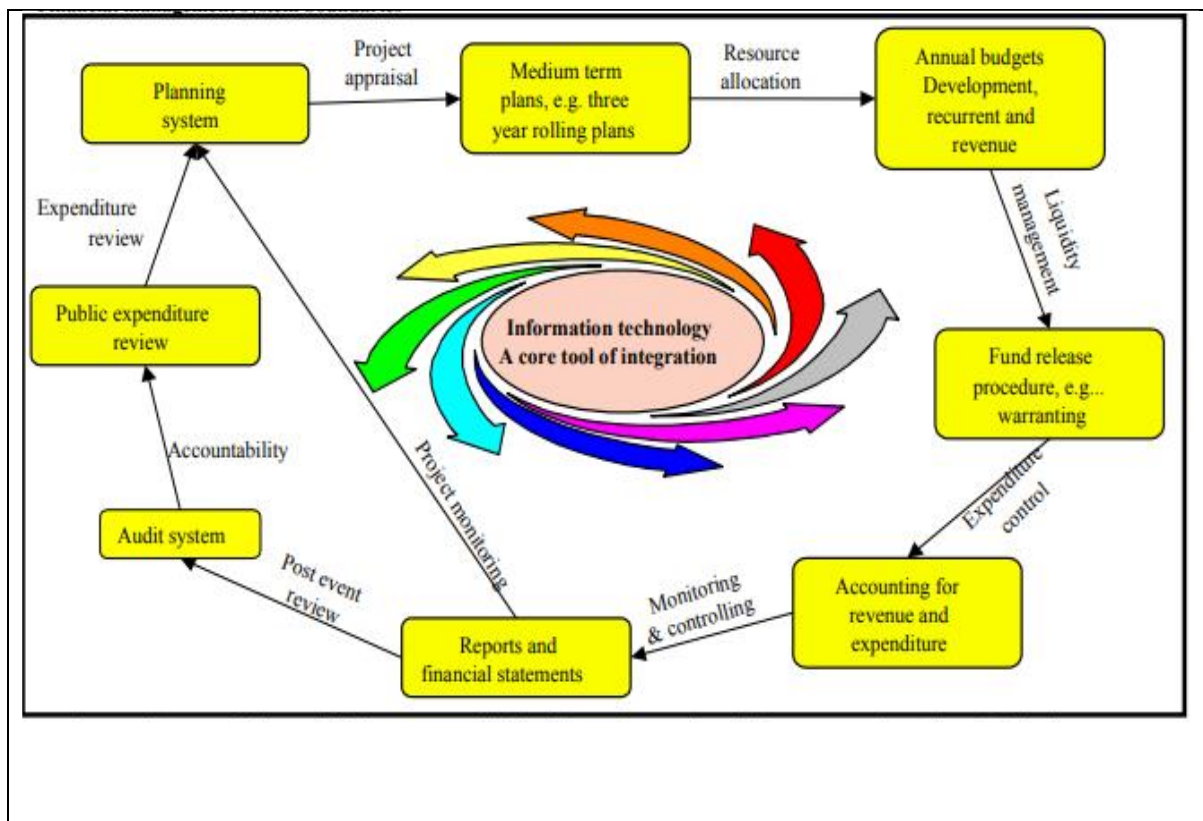 Planning
system
Project
appraisal
Medium term
plans, e.g. three
year rolling plans
Resource
allocation
Annual budgets
Development,
recurrent and
revenue
Liquidity
management
Fund release
procedure, e.g...
warranting
Expenditure
control
Accounting for
revenue and
expenditure
Monitoring
& controlling
Reports and
financial statements
Project monitoring
Post event
review
Audit system
Accountability
Public expenditure
review
Expenditure
review
Information technology
A core tool of integration